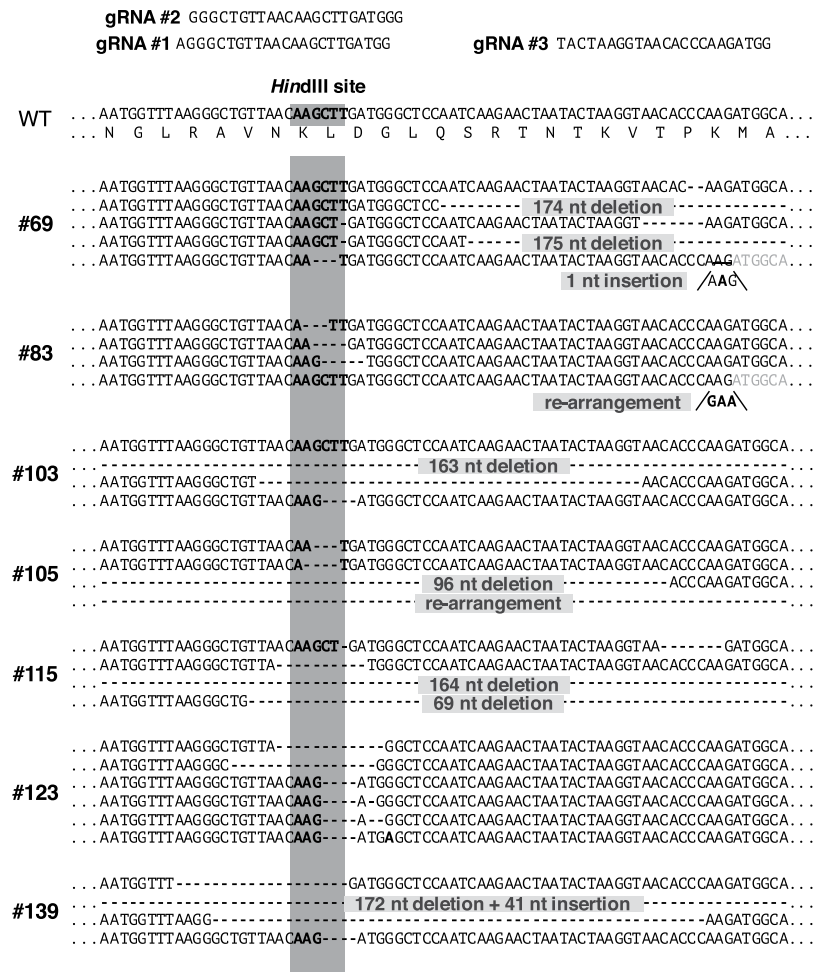 gRNA #2 GGGCTGTTAACAAGCTTGATGGG
gRNA #1 AGGGCTGTTAACAAGCTTGATGG gRNA #3 TACTAAGGTAACACCCAAGATGG
HindIII site
WT ...AATGGTTTAAGGGCTGTTAACAAGCTTGATGGGCTCCAATCAAGAACTAATACTAAGGTAACACCCAAGATGGCA...
... N G L R A V N K L D G L Q S R T N T K V T P K M A ...
...AATGGTTTAAGGGCTGTTAACAAGCTTGATGGGCTCCAATCAAGAACTAATACTAAGGTAACAC--AAGATGGCA...
...AATGGTTTAAGGGCTGTTAACAAGCTTGATGGGCTCC--------- 174 nt deletion ------------...
#69 ...AATGGTTTAAGGGCTGTTAACAAGCT-GATGGGCTCCAATCAAGAACTAATACTAAGGT-------AAGATGGCA...
...AATGGTTTAAGGGCTGTTAACAAGCT-GATGGGCTCCAAT------- 175 nt deletion ------------...
...AATGGTTTAAGGGCTGTTAACAA---TGATGGGCTCCAATCAAGAACTAATACTAAGGTAACACCCAAGATGGCA...
1 nt insertion AAG
...AATGGTTTAAGGGCTGTTAACA---TTGATGGGCTCCAATCAAGAACTAATACTAAGGTAACACCCAAGATGGCA...
...AATGGTTTAAGGGCTGTTAACAA----GATGGGCTCCAATCAAGAACTAATACTAAGGTAACACCCAAGATGGCA...
#83 ...AATGGTTTAAGGGCTGTTAACAAG-----TGGGCTCCAATCAAGAACTAATACTAAGGTAACACCCAAGATGGCA...
...AATGGTTTAAGGGCTGTTAACAAGCTTGATGGGCTCCAATCAAGAACTAATACTAAGGTAACACCCAAGATGGCA...
re-arrangement GAA
...AATGGTTTAAGGGCTGTTAACAAGCTTGATGGGCTCCAATCAAGAACTAATACTAAGGTAACACCCAAGATGGCA...
...----------------------------------- 163 nt deletion ------------------------...
#103 ...AATGGTTTAAGGGCTGT------------------------------------------AACACCCAAGATGGCA...
...AATGGTTTAAGGGCTGTTAACAAG----ATGGGCTCCAATCAAGAACTAATACTAAGGTAACACCCAAGATGGCA...
...AATGGTTTAAGGGCTGTTAACAA---TGATGGGCTCCAATCAAGAACTAATACTAAGGTAACACCCAAGATGGCA...
...AATGGTTTAAGGGCTGTTAACA----TGATGGGCTCCAATCAAGAACTAATACTAAGGTAACACCCAAGATGGCA...
#105 ...----------------------------------- 96 nt deletion ------------ACCCAAGATGGCA...
...---------------------------------- re-arrangement ------------------------...
...AATGGTTTAAGGGCTGTTAACAAGCT-GATGGGCTCCAATCAAGAACTAATACTAAGGTAA-------GATGGCA...
...AATGGTTTAAGGGCTGTTA----------TGGGCTCCAATCAAGAACTAATACTAAGGTAACACCCAAGATGGCA...
#115 ...----------------------------------- 164 nt deletion ------------------------...
...AATGGTTTAAGGGCTG------------------- 69 nt deletion ------------------------...
...AATGGTTTAAGGGCTGTTA------------GGCTCCAATCAAGAACTAATACTAAGGTAACACCCAAGATGGCA...
...AATGGTTTAAGGGC----------------GGGCTCCAATCAAGAACTAATACTAAGGTAACACCCAAGATGGCA...
#123 ...AATGGTTTAAGGGCTGTTAACAAG----ATGGGCTCCAATCAAGAACTAATACTAAGGTAACACCCAAGATGGCA...
...AATGGTTTAAGGGCTGTTAACAAG----A-GGGCTCCAATCAAGAACTAATACTAAGGTAACACCCAAGATGGCA...
...AATGGTTTAAGGGCTGTTAACAAG----A--GGCTCCAATCAAGAACTAATACTAAGGTAACACCCAAGATGGCA...
...AATGGTTTAAGGGCTGTTAACAAG----ATGAGCTCCAATCAAGAACTAATACTAAGGTAACACCCAAGATGGCA...
...AATGGTTT-------------------GATGGGCTCCAATCAAGAACTAATACTAAGGTAACACCCAAGATGGCA...
#139 ...--------------------------- 172 nt deletion + 41 nt insertion ----------------...
...AATGGTTTAAGG------------------------------------------------------AAGATGGCA...
...AATGGTTTAAGGGCTGTTAACAAG----ATGGGCTCCAATCAAGAACTAATACTAAGGTAACACCCAAGATGGCA...